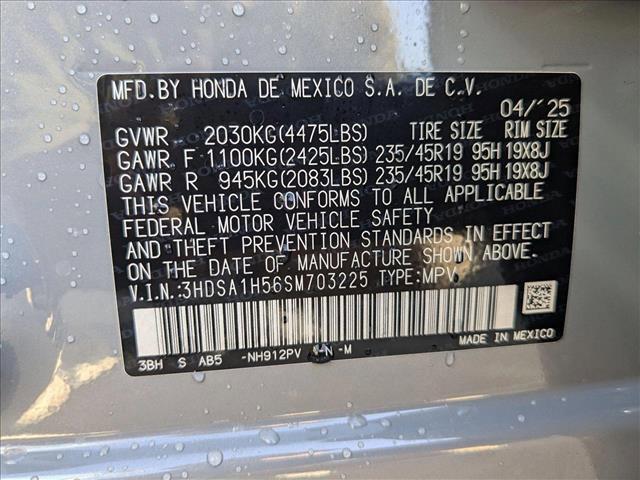 MFD.BY HONDA DE MEXICO S.A. DE C.V.
04/'25
GVWR 2030KG(4475LBS) TIRE SIZE RIM SIZE
GAWR F 1100KG(2425LBS) 235/45R19 95H 19X8J
GAWR R 945KG(2083LBS) 235/45R19 95H 19X8J
THIS VEHICLE CONFORMS TO ALL APPLICABLE
FEDERAL MOTOR VEHICLE SAFETY
AND THEFT PREVENTION STANDARDS IN EFFECT
ON THE DATE OF MANUFACTURE SHOWN ABOVE.
V.I.N.:3HDSA1H56SM703225 TYPE:MPV
3BH S AB5 -NH912PV N-N -M
MADE IN MEXICO